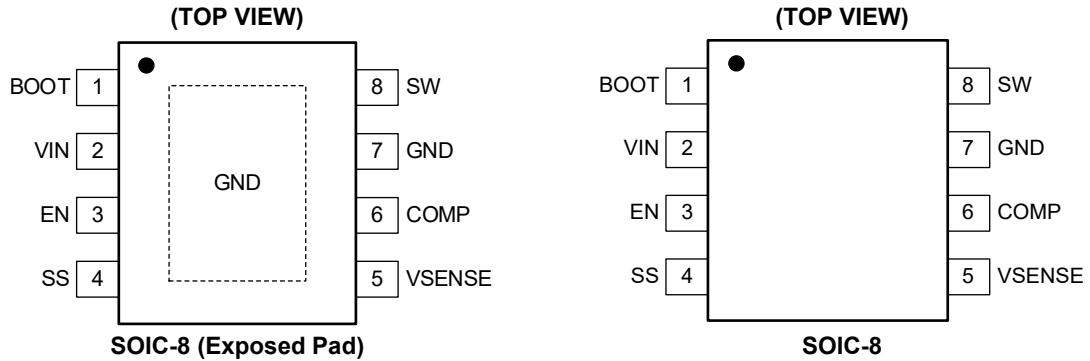 (TOP VIEW)
BOOT 1
VIN 2
EN 3
SS 4
GND
8 SW
7 GND
6 COMP
5 VSENSE
SOIC-8 (Exposed Pad)
(TOP VIEW)
BOOT 1
VIN 2
EN 3
SS 4
8 SW
7 GND
6 COMP
5 VSENSE
SOIC-8